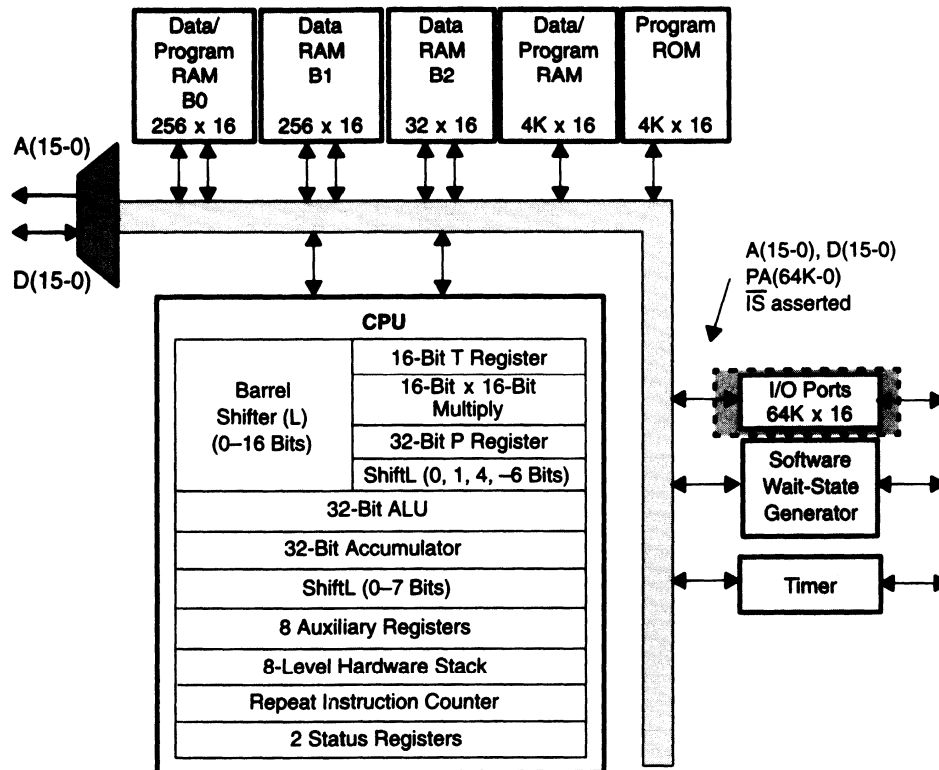 Data/
Program
RAM
B0
256 x 16
Data
RAM
B1
256 x 16
Data
RAM
B2
32 x 16
Data/
Program
RAM
4K x 16
Program
ROM
4K x 16
A(15-0)
D(15-0)
A(15-0), D(15-0)
PA(64K-0)
I̅S̅ asserted
CPU
Barrel
Shifter (L)
(0–16 Bits)
16-Bit T Register
16-Bit x 16-Bit
Multiply
32-Bit P Register
ShiftL (0, 1, 4, –6 Bits)
32-Bit ALU
32-Bit Accumulator
ShiftL (0–7 Bits)
8 Auxiliary Registers
8-Level Hardware Stack
Repeat Instruction Counter
2 Status Registers
I/O Ports
64K x 16
Software
Wait-State
Generator
Timer